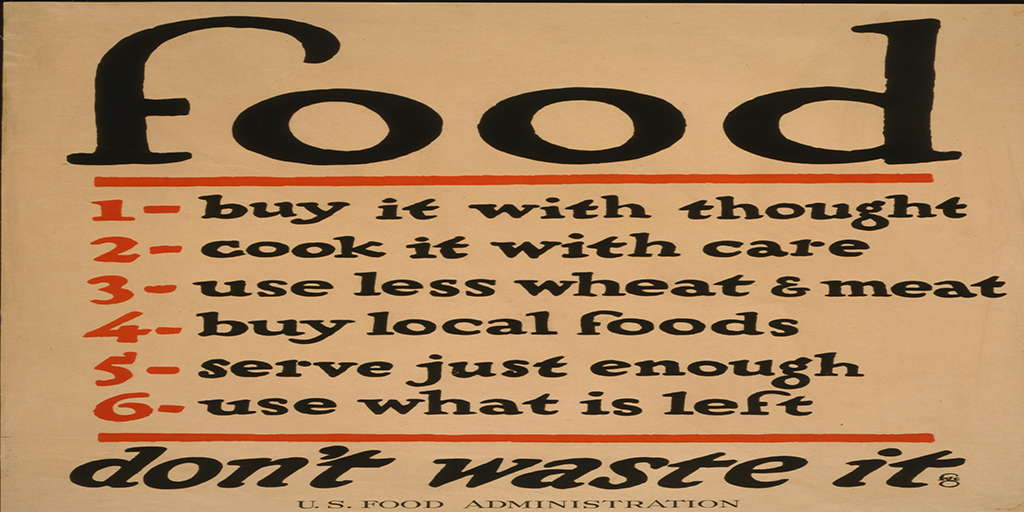 food
1- buy it with thought
2- cook it with care
3- use less wheat & meat
4- buy local foods
5- serve just enough
6- use what is left
don't waste it
U.S. FOOD ADMINISTRATION